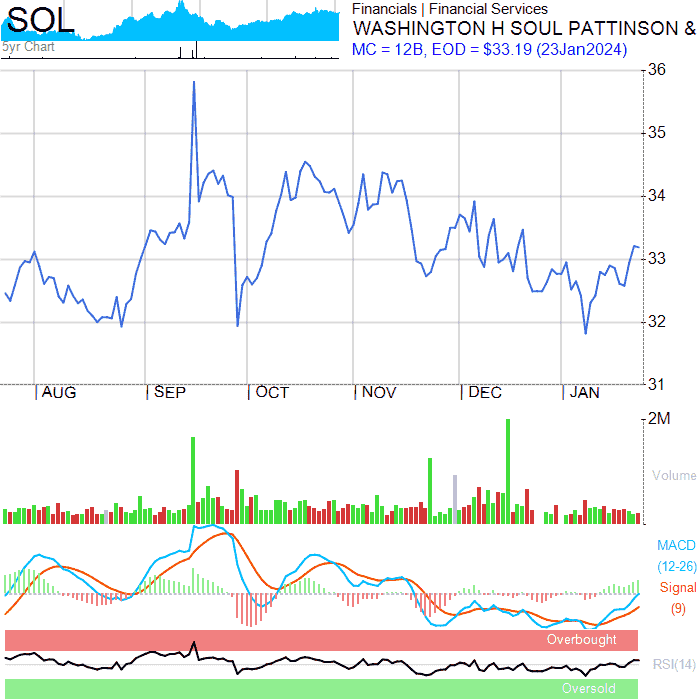 SOL
5yr Chart
Financials | Financial Services
WASHINGTON H SOUL PATTINSON &
MC = 12B, EOD = $33.19 (23Jan2024)
36
35
34
33
32
31
AUG
SEP
OCT
NOV
DEC
JAN
2M
Volume
MACD
(12-26)
Signal
(9)
Overbought
RSI(14)
Oversold